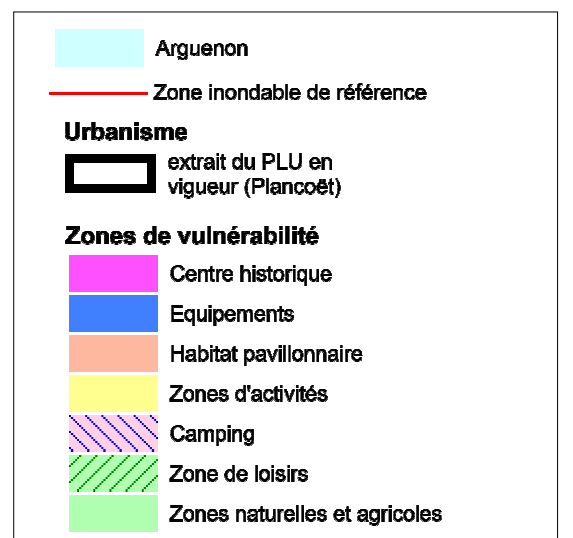 Arguenon
Zone inondable de référence
Urbanisme
extrait du PLU en
vigueur (Plancoët)
Zones de vulnérabilité
Centre historique
Equipements
Habitat pavillonnaire
Zones d'activités
Camping
Zone de loisirs
Zones naturelles et agricoles